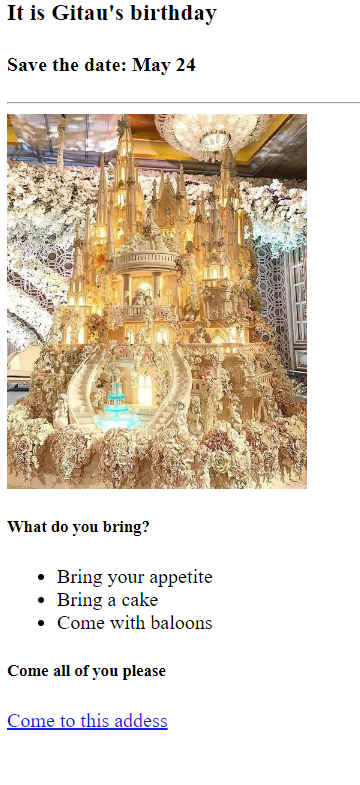 It is Gitau's birthday
Save the date: May 24
What do you bring?
Bring your appetite
Bring a cake
Come with baloons
Come all of you please
Come to this addess